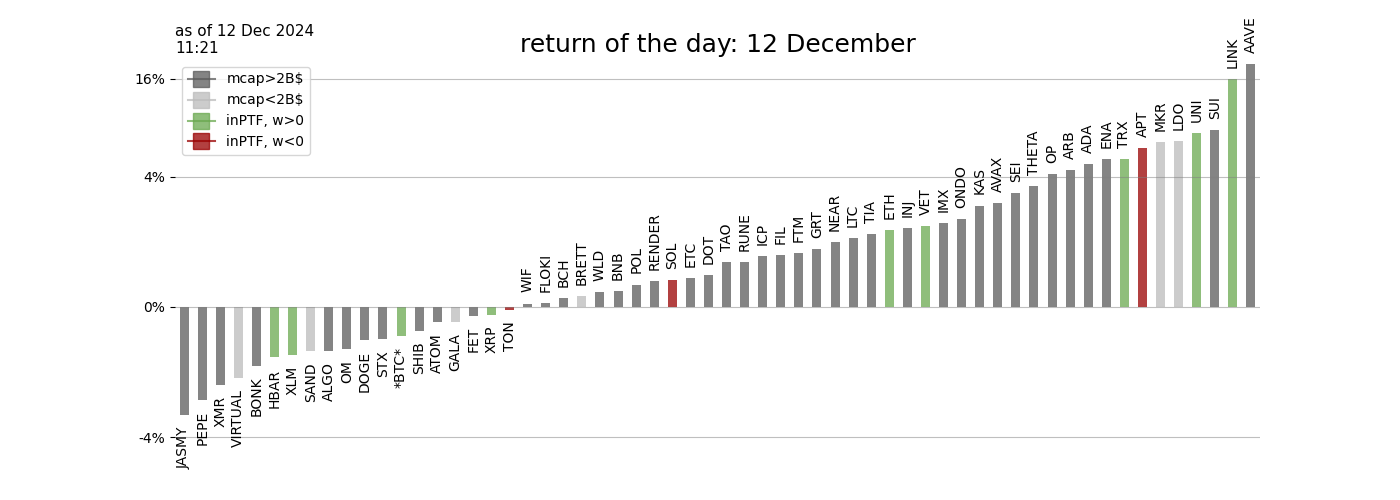 as of 12 Dec 2024
11:21
return of the day: 12 December
mcap>2B$
mcap<2B$
inPTF, w>0
inPTF, w<0
16%
4%
0%
-4%
JASMY
PEPE
XMR
VIRTUAL
BONK
HBAR
XLM
SAND
ALGO
OM
DOGE
STX
*BTC*
SHIB
ATOM
GALA
FET
XRP
TON
WIF
FLOKI
BCH
BRETT
WLD
BNB
POL
RENDER
SOL
ETC
DOT
TAO
RUNE
ICP
FIL
FTM
GRT
NEAR
LTC
TIA
ETH
INJ
VET
IMX
ONDO
KAS
AVAX
SEI
THETA
OP
ARB
ADA
ENA
TRX
APT
MKR
LDO
UNI
SUI
LINK
AAVE